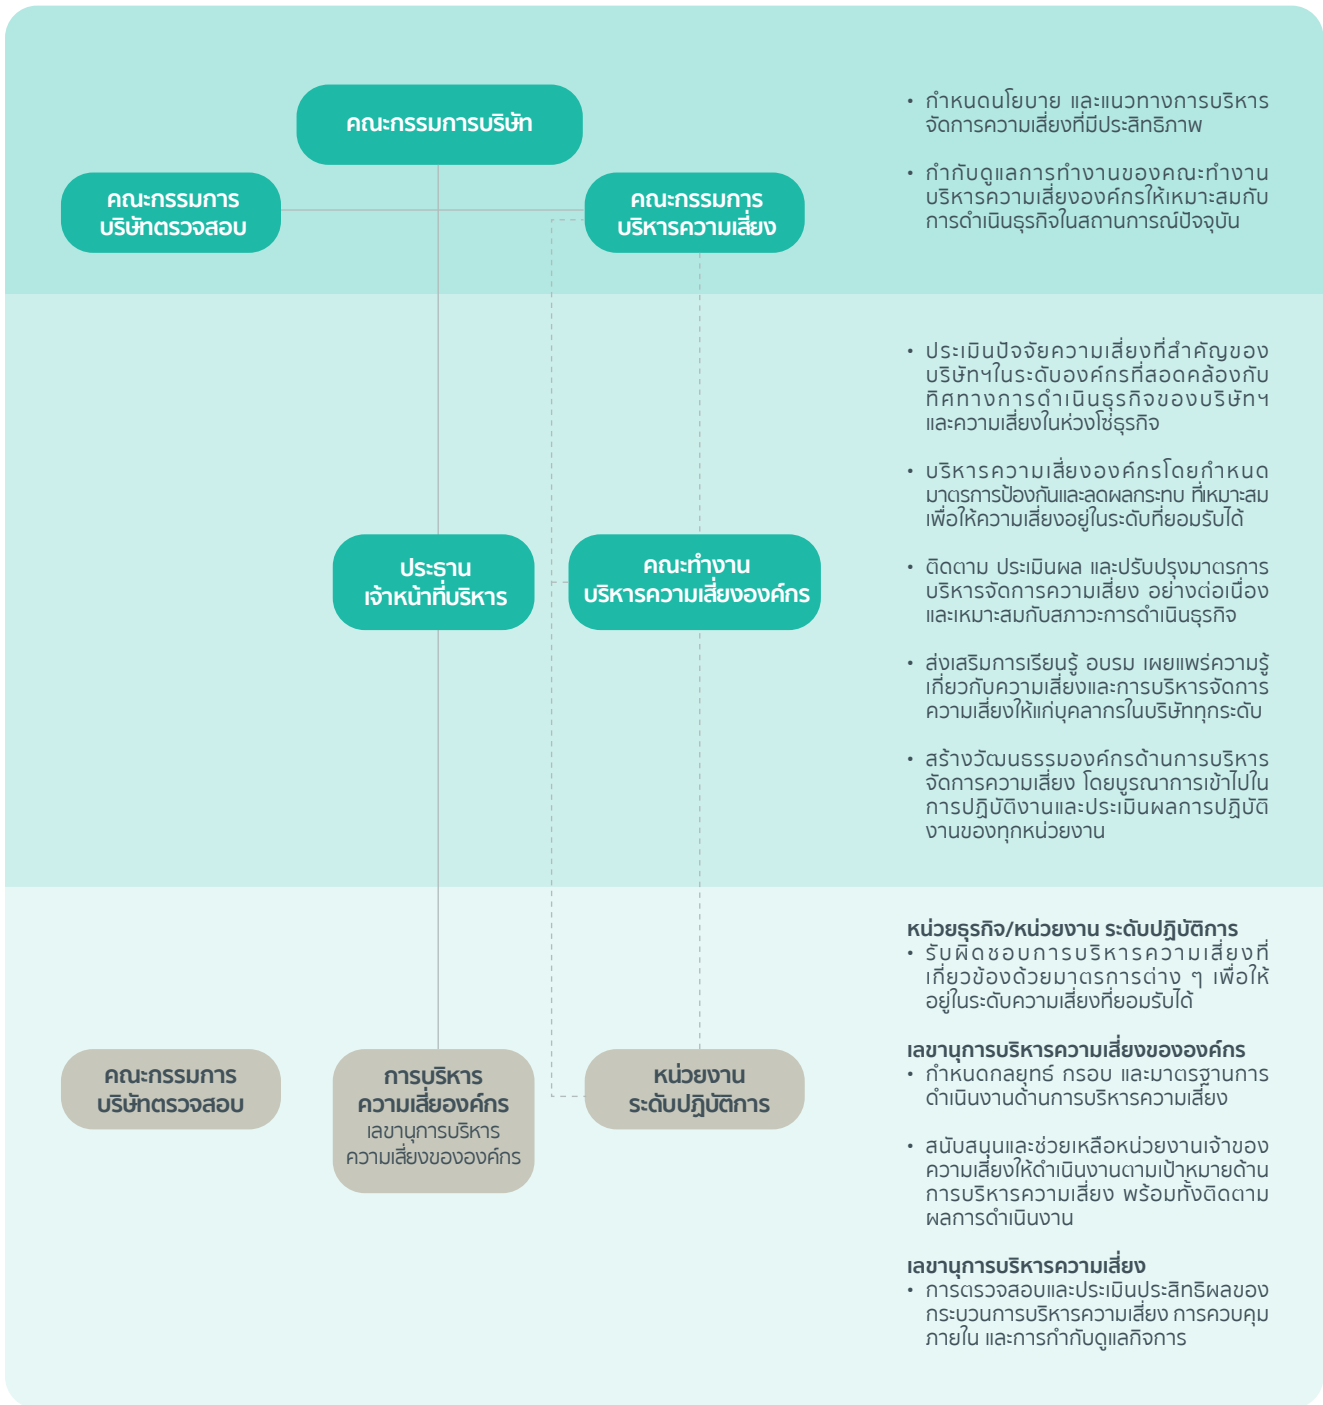 คณะกรรมการบริษัท
คณะกรรมการ
บริษัทตรวจสอบ
คณะกรรมการ
บริหารความเสี่ยง
• กำหนดนโยบาย และแนวทางการบริหาร
จัดการความเสี่ยงที่มีประสิทธิภาพ
• กำกับดูแลการทำงานของคณะทำงาน
บริหารความเสี่ยงองค์กรให้เหมาะสมกับ
การดำเนินธุรกิจในสถานการณ์ปัจจุบัน
ประธาน
เจ้าหน้าที่บริหาร
คณะทำงาน
บริหารความเสี่ยงองค์กร
• ประเมินปัจจัยความเสี่ยงที่สำคัญของ
บริษัทฯในระดับองค์กรที่สอดคล้องกับ
ทิศทางการดำเนินธุรกิจของบริษัทฯ
และความเสี่ยงในห่วงโซ่ธุรกิจ
• บริหารความเสี่ยงองค์กรโดยกำหนด
มาตรการป้องกันและลดผลกระทบ ที่เหมาะสม
เพื่อให้ความเสี่ยงอยู่ในระดับที่ยอมรับได้
• ติดตาม ประเมินผล และปรับปรุงมาตรการ
บริหารจัดการความเสี่ยง อย่างต่อเนื่อง
และเหมาะสมกับสภาวะการดำเนินธุรกิจ
• ส่งเสริมการเรียนรู้ อบรม เผยแพร่ความรู้
เกี่ยวกับความเสี่ยงและการบริหารจัดการ
ความเสี่ยงให้แก่บุคลากรในบริษัททุกระดับ
• สร้างวัฒนธรรมองค์กรด้านการบริหาร
จัดการความเสี่ยง โดยบูรณาการเข้าไปใน
การปฏิบัติงานและประเมินผลการปฏิบัติ
งานของทุกหน่วยงาน
คณะกรรมการ
บริษัทตรวจสอบ
การบริหาร
ความเสี่ยองค์กร
เลขานุการบริหาร
ความเสี่ยงขององค์กร
หน่วยงาน
ระดับปฏิบัติการ
หน่วยธุรกิจ/หน่วยงาน ระดับปฏิบัติการ
• รับผิดชอบการบริหารความเสี่ยงที่
เกี่ยวข้องด้วยมาตรการต่าง ๆ เพื่อให้
อยู่ในระดับความเสี่ยงที่ยอมรับได้
เลขานุการบริหารความเสี่ยงขององค์กร
• กำหนดกลยุทธ์ กรอบ และมาตรฐานการ
ดำเนินงานด้านการบริหารความเสี่ยง
• สนับสนุนและช่วยเหลือหน่วยงานเจ้าของ
ความเสี่ยงให้ดำเนินงานตามเป้าหมายด้าน
การบริหารความเสี่ยง พร้อมทั้งติดตาม
ผลการดำเนินงาน
เลขานุการบริหารความเสี่ยง
• การตรวจสอบและประเมินประสิทธิผลของ
กระบวนการบริหารความเสี่ยง การควบคุม
ภายใน และการกำกับดูแลกิจการ